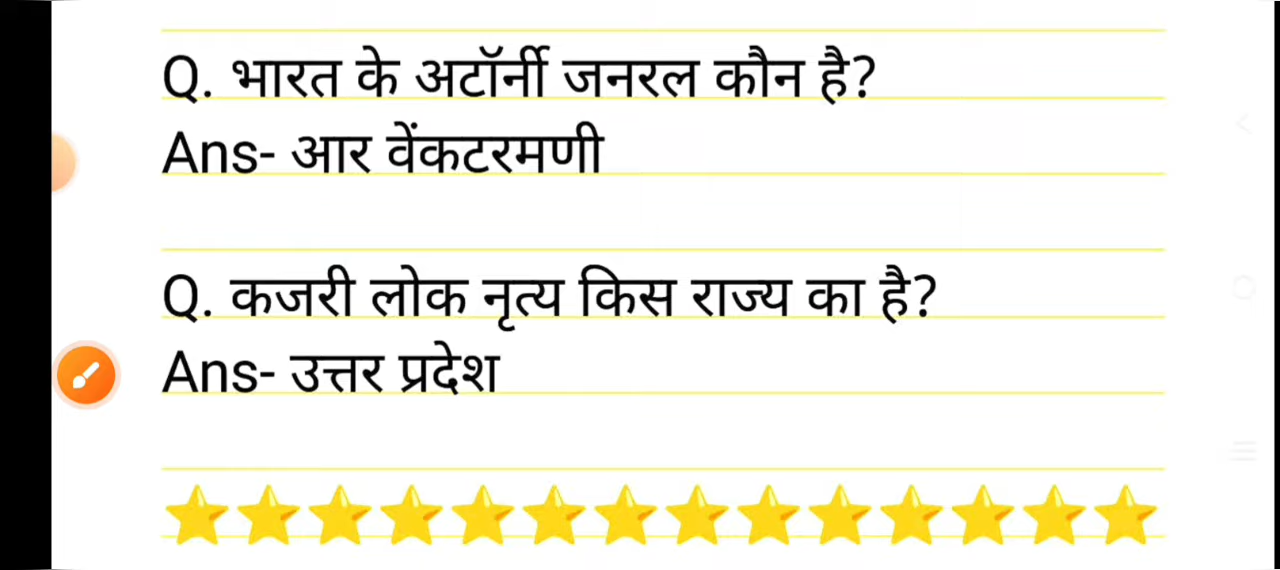 Q. भारत के अटॉर्नी जनरल कौन है?
Ans- आर वेंकटरमणी
Q. कजरी लोक नृत्य किस राज्य का है?
Ans- उत्तर प्रदेश